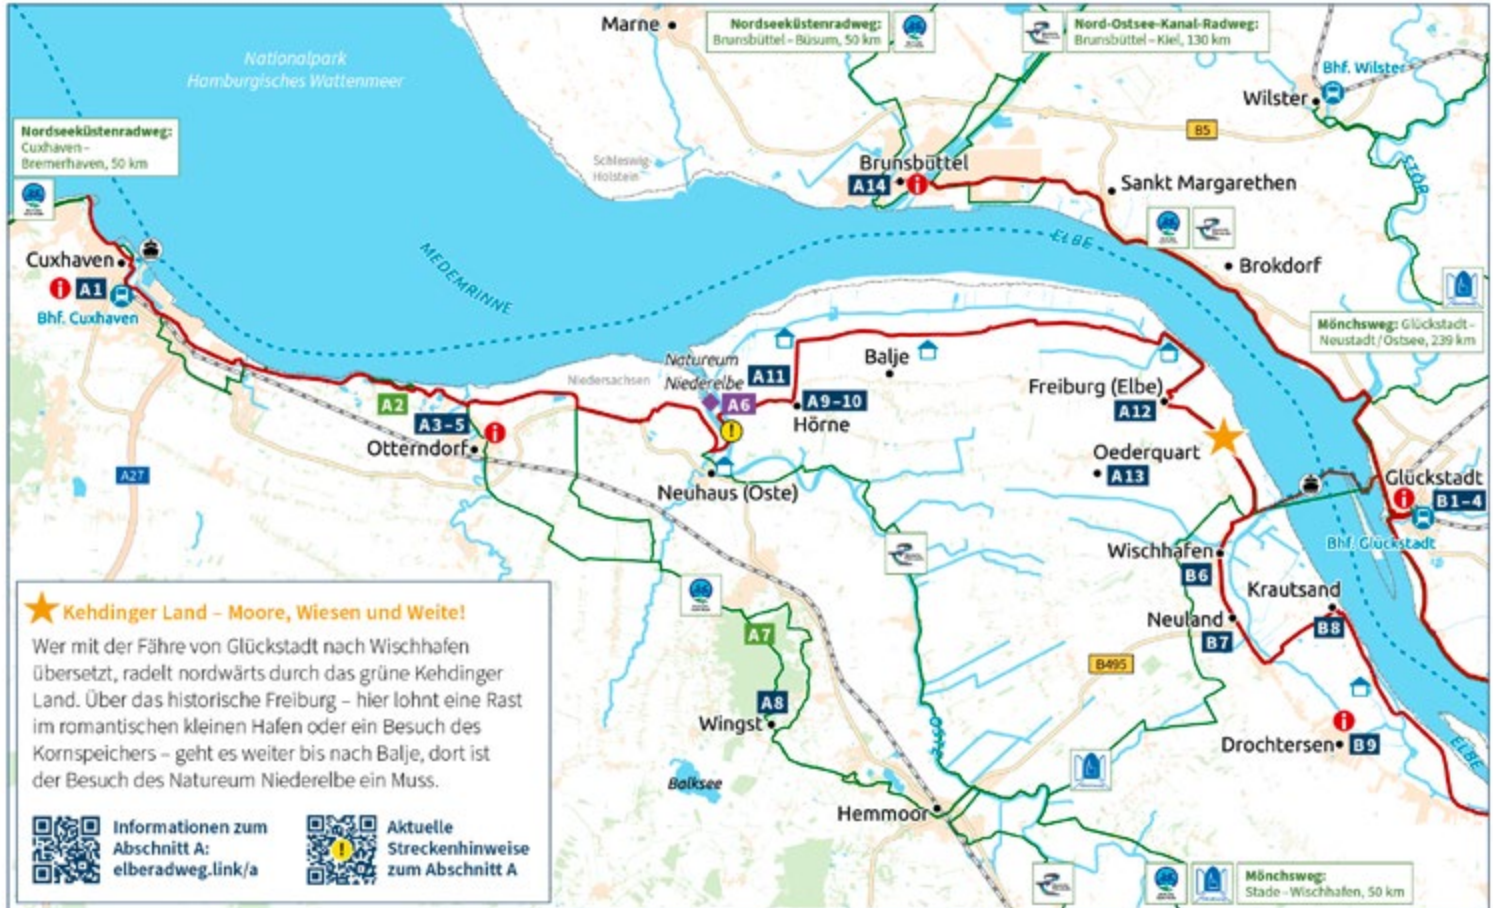 Marne
Nordseeküstenradweg:
Brunsbüttel – Büsum, 50 km
Nord-Ostsee-Kanal-Radweg:
Brunsbüttel – Kiel, 130 km
Nationalpark
Hamburgisches Wattenmeer
Bhf. Wilster
Wilster
B5
Nordseeküstenradweg:
Cuxhaven –
Bremerhaven, 50 km
Schleswig-
Holstein
Brunsbüttel
A14
Sankt Margarethen
STÖR
ELBE
Brokdorf
Cuxhaven
A1
Bhf. Cuxhaven
MEDEMRINNE
Mönchsweg: Glückstadt –
Neustadt / Ostsee, 239 km
Natureum
Niederelbe
Niedersachsen
A11
Balje
A2
A6
A9–10
Hörne
Freiburg (Elbe)
A12
A3–5
Otterndorf
Oederquart
A13
A27
Neuhaus (Oste)
Glückstadt
B1–4
Bhf. Glückstadt
Wischhafen
B6
Krautsand
B8
Neuland
B7
A7
B495
A8
Wingst
OSTE
Drochtersen
B9
ELBE
Balksee
Hemmoor
Kehdinger Land – Moore, Wiesen und Weite!
Wer mit der Fähre von Glückstadt nach Wischhafen
übersetzt, radelt nordwärts durch das grüne Kehdinger
Land. Über das historische Freiburg – hier lohnt eine Rast
im romantischen kleinen Hafen oder ein Besuch des
Kornspeichers – geht es weiter bis nach Balje, dort ist
der Besuch des Natureum Niederelbe ein Muss.
Informationen zum
Abschnitt A:
elberadweg.link/a
Aktuelle
Streckenhinweise
zum Abschnitt A
Mönchsweg:
Stade – Wischhafen, 50 km